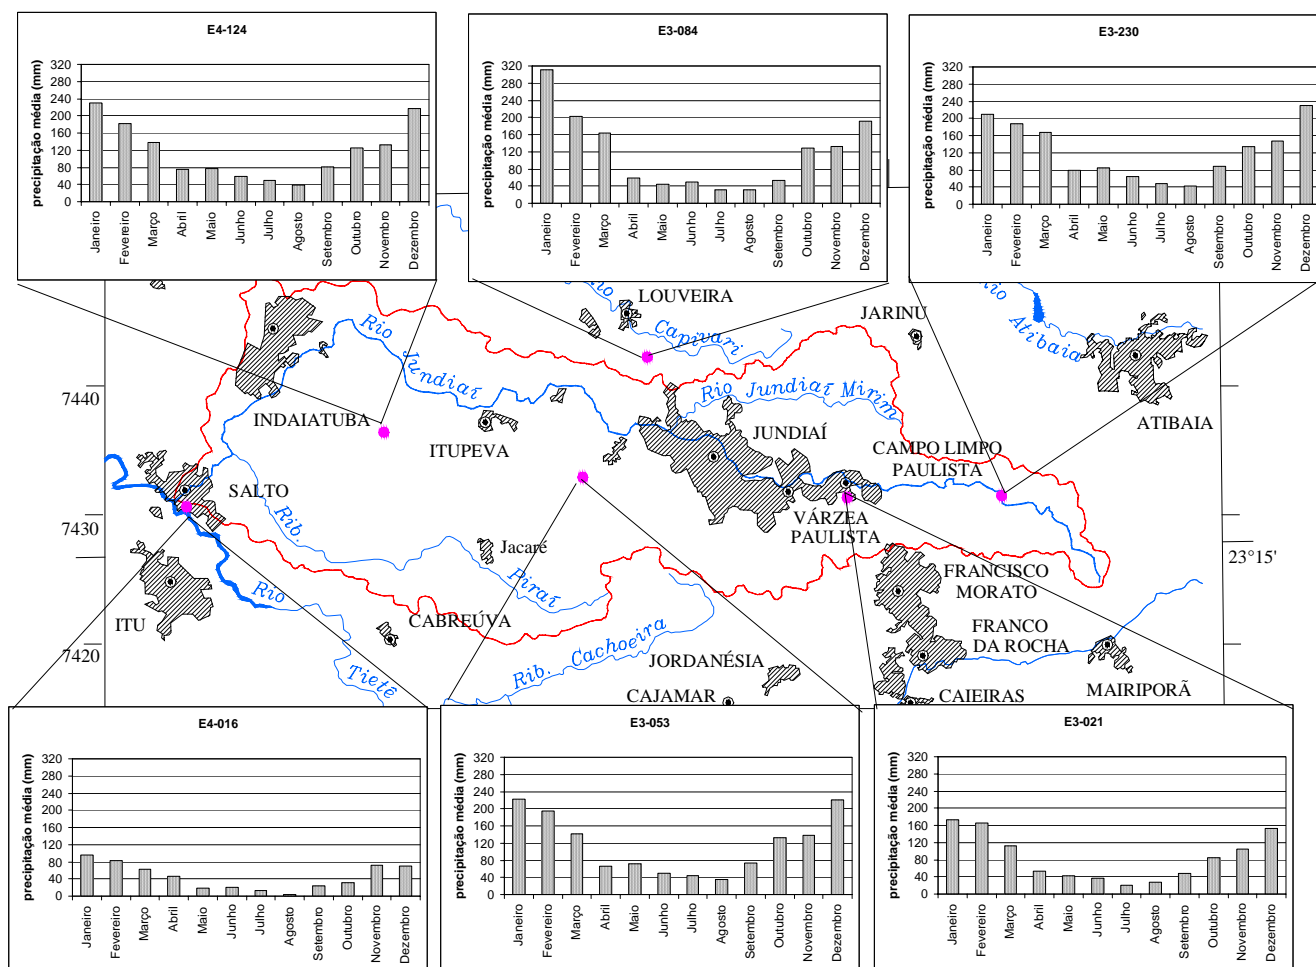 E4-124
precipitação média (mm)
320
280
240
200
160
120
80
40
0
Janeiro
Fevereiro
Março
Abril
Maio
Junho
Julho
Agosto
Setembro
Outubro
Novembro
Dezembro
E3-084
precipitação média (mm)
320
280
240
200
160
120
80
40
0
Janeiro
Fevereiro
Março
Abril
Maio
Junho
Julho
Agosto
Setembro
Outubro
Novembro
Dezembro
E3-230
precipitação média (mm)
320
280
240
200
160
120
80
40
0
Janeiro
Fevereiro
Março
Abril
Maio
Junho
Julho
Agosto
Setembro
Outubro
Novembro
Dezembro
LOUVEIRA
Capivari
JARINU
Atibaia
ATIBAIA
Rio Jundiaí
Rio Jundiaí Mirim
7440
INDAIATUBA
ITUPEVA
JUNDIAÍ
CAMPO LIMPO
PAULISTA
SALTO
VÁRZEA
PAULISTA
7430
Rib. Piraí
Jacaré
23°15'
FRANCISCO
MORATO
Rio Tietê
ITU
CABREÚVA
FRANCO
DA ROCHA
7420
Rib. Cachoeira
JORDANÉSIA
CAJAMAR
CAIEIRAS
MAIRIPORÃ
E4-016
precipitação média (mm)
320
280
240
200
160
120
80
40
0
Janeiro
Fevereiro
Março
Abril
Maio
Junho
Julho
Agosto
Setembro
Outubro
Novembro
Dezembro
E3-053
precipitação média (mm)
320
280
240
200
160
120
80
40
0
Janeiro
Fevereiro
Março
Abril
Maio
Junho
Julho
Agosto
Setembro
Outubro
Novembro
Dezembro
E3-021
precipitação média (mm)
320
280
240
200
160
120
80
40
0
Janeiro
Fevereiro
Março
Abril
Maio
Junho
Julho
Agosto
Setembro
Outubro
Novembro
Dezembro